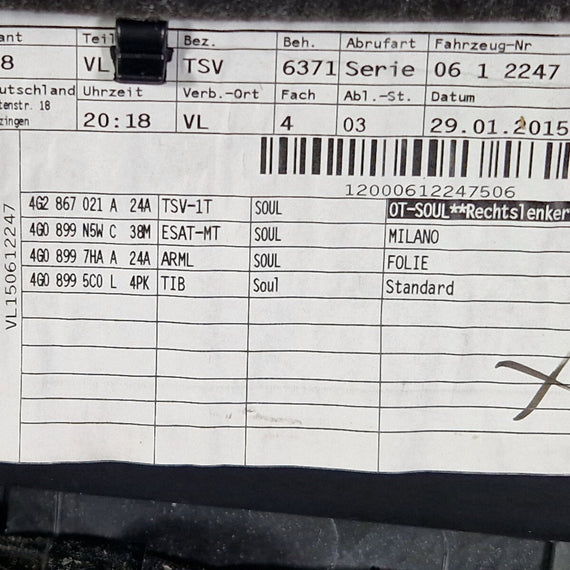 ant Teil Bez. Beh. Abrufart Fahrzeug-Nr
8 VL TSV 6371 Serie 06 1 2247
utschland Uhrzeit Verb.-Ort Fach Abl.-St. Datum
tenstr. 18
zingen 20:18 VL 4 03 29.01.2015
12000612247506
4G2 867 021 A 24A TSV-1T SOUL OT-SOUL**Rechtslenker
4G0 899 N5W C 38M ESAT-MT SOUL MILANO
4G0 899 7HA A 24A ARML SOUL FOLIE
4G0 899 5C0 L 4PK TIB Soul Standard
VL150612247